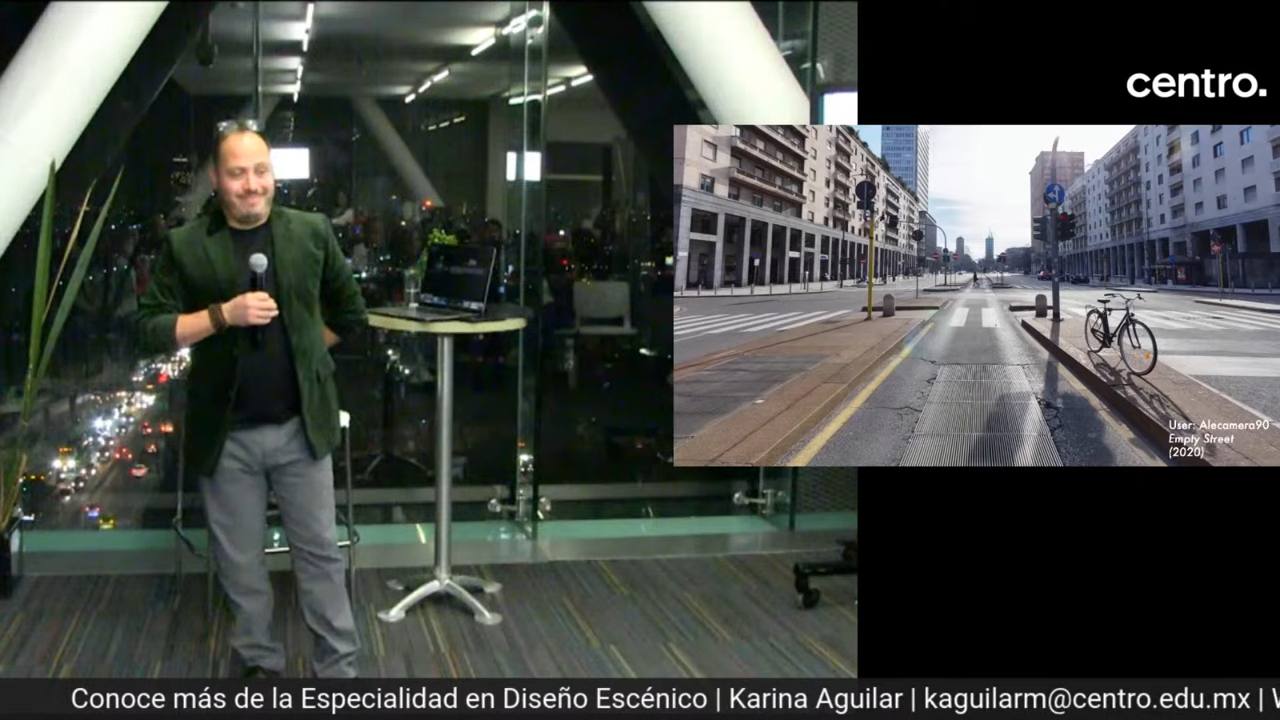 centro.
User: Alecamera90
Empty Street
(2020)
Conoce más de la Especialidad en Diseño Escénico | Karina Aguilar | kaguilarm@centro.edu.mx |